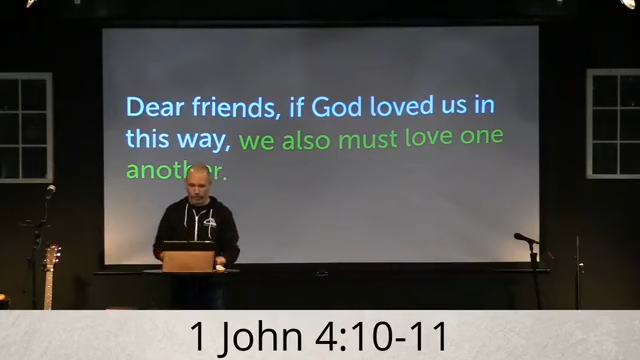 Dear friends, if God loved us in
this way, we also must love one
another.
1 John 4:10-11